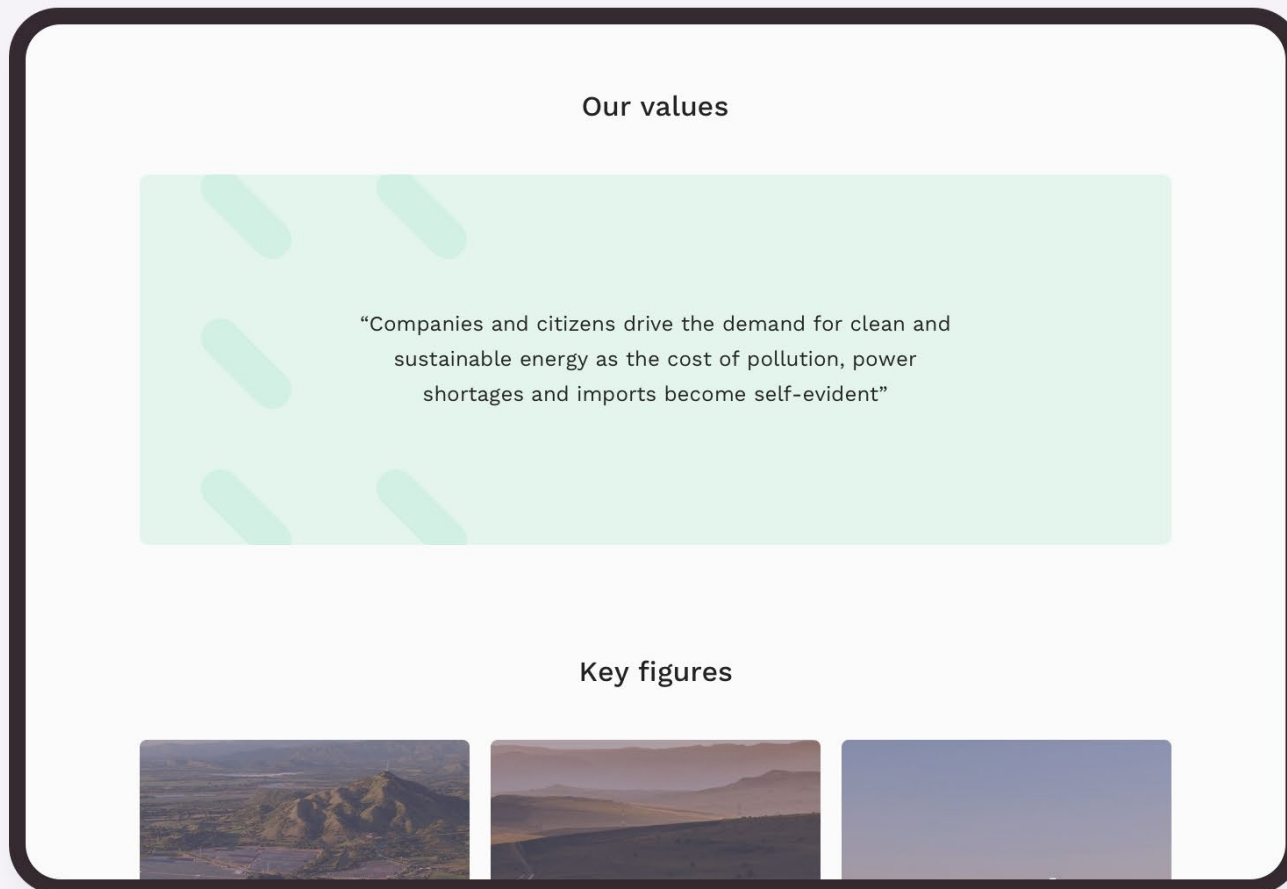 Our values
“Companies and citizens drive the demand for clean and
sustainable energy as the cost of pollution, power
shortages and imports become self-evident”
Key figures